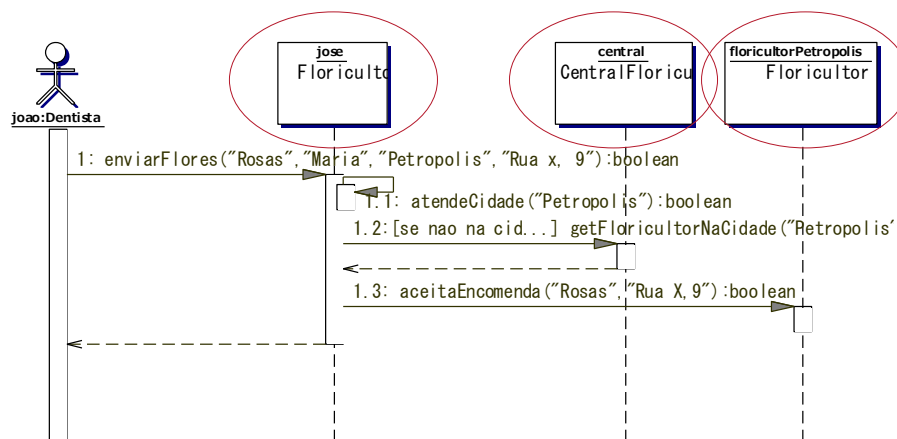 jose
Floriculto
central
CentralFloricu
floricultorPetropolis
Floricultor
joao:Dentista
1: enviarFlores("Rosas","Maria","Petropolis","Rua x, 9"):boolean
1.1: atendeCidade("Petropolis"):boolean
1.2:[se nao na cid...] getFloricultorNaCidade("Petropolis"
1.3: aceitaEncomenda("Rosas","Rua X,9"):boolean